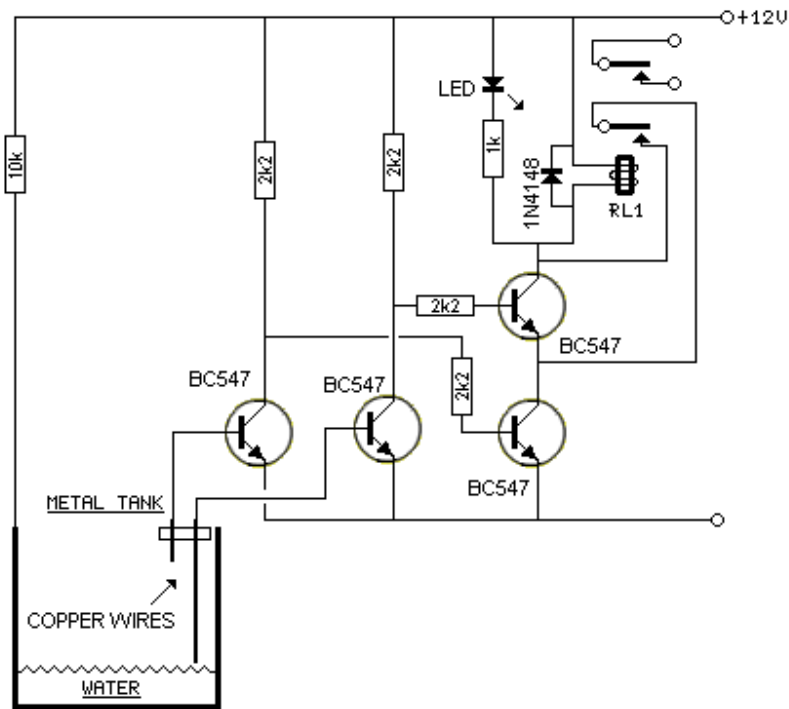 +12V
LED
10k
2k2
2k2
1k
1N4148
RL1
2k2
BC547
BC547
BC547
2k2
BC547
METAL TANK
COPPER WIRES
WATER